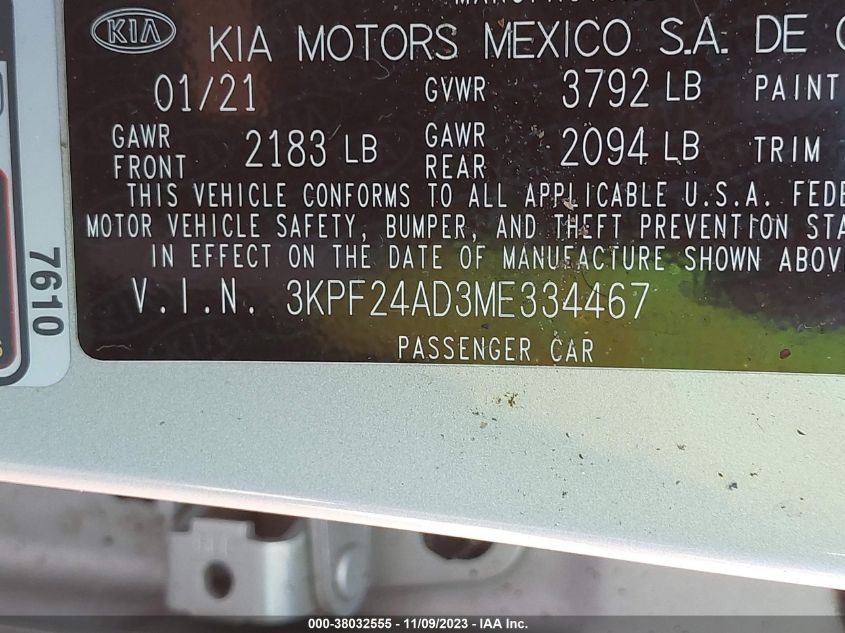 KIA
KIA MOTORS MEXICO S.A. DE
01/21 GVWR 3792 LB PAINT
GAWR FRONT 2183 LB GAWR REAR 2094 LB TRIM
THIS VEHICLE CONFORMS TO ALL APPLICABLE U.S.A. FEDE
MOTOR VEHICLE SAFETY, BUMPER, AND THEFT PREVENTION STA
IN EFFECT ON THE DATE OF MANUFACTURE SHOWN ABOV
V.I.N. 3KPF24AD3ME334467
PASSENGER CAR
7610
000-38032555 - 11/09/2023 - IAA Inc.